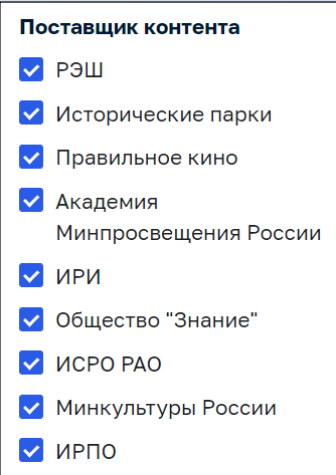 Поставщик контента
РЭШ
Исторические парки
Правильное кино
Академия
Минпросвещения России
ИРИ
Общество "Знание"
ИСРО РАО
Минкультуры России
ИРПО